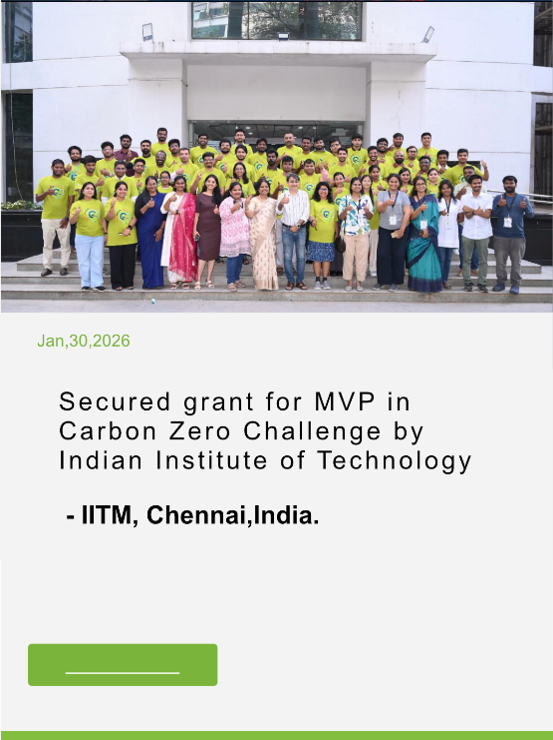 Jan,30,2026
Secured grant for MVP in
Carbon Zero Challenge by
Indian Institute of Technology
- IITM, Chennai,India.